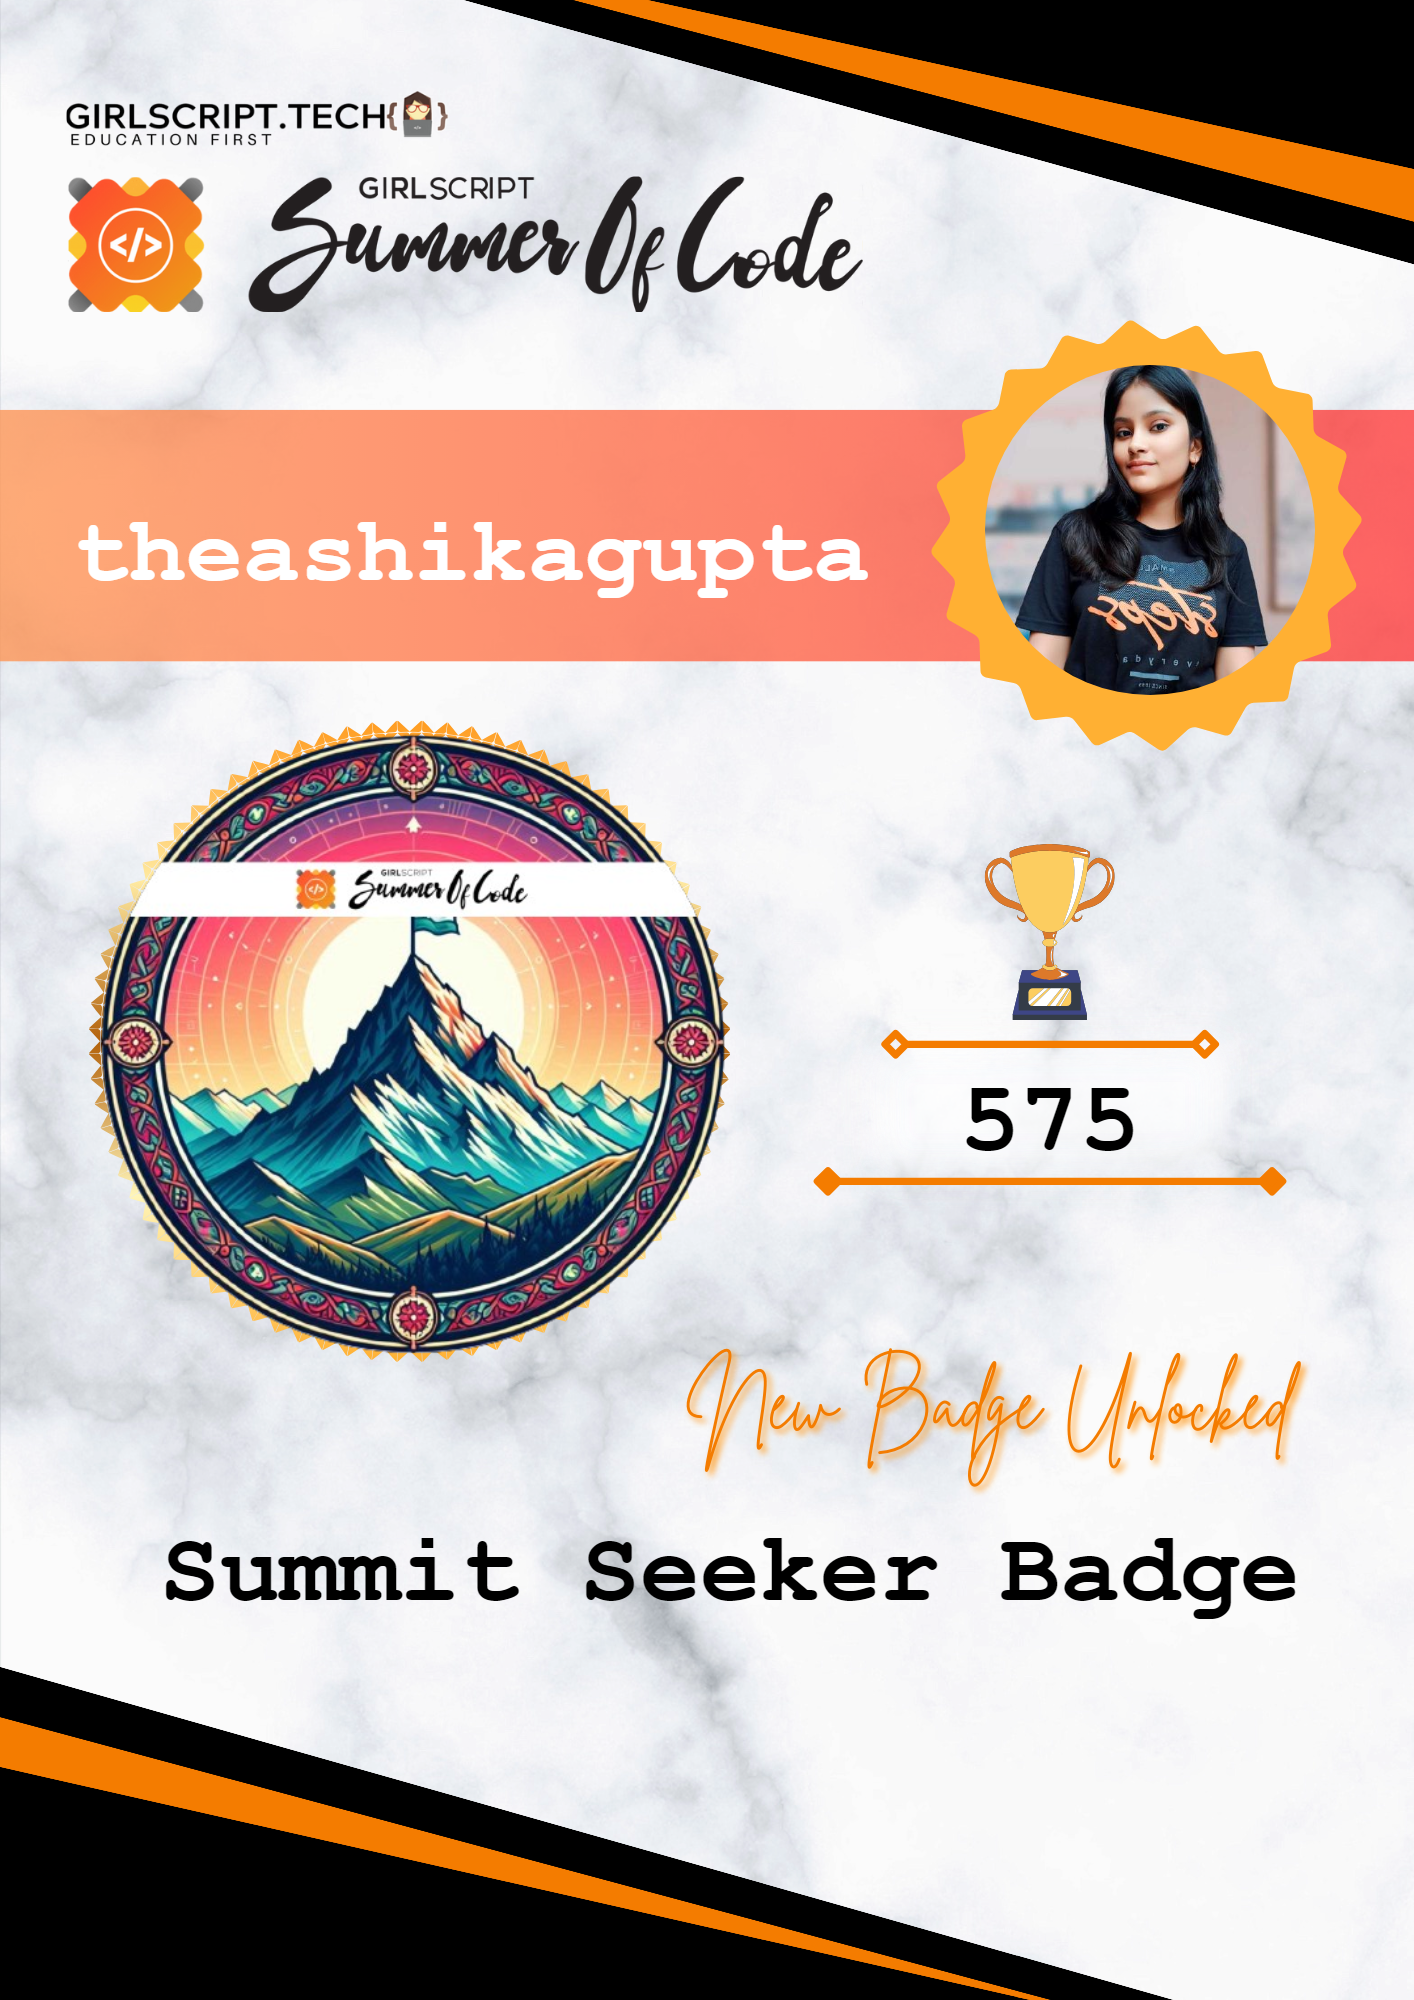 GIRLSCRIPT.TECH{ }
EDUCATION FIRST
GIRLSCRIPT
</> Summer Of Code
theashikagupta
steps
GIRLSCRIPT
</> Summer Of Code
575
New Badge Unlocked
Summit Seeker Badge